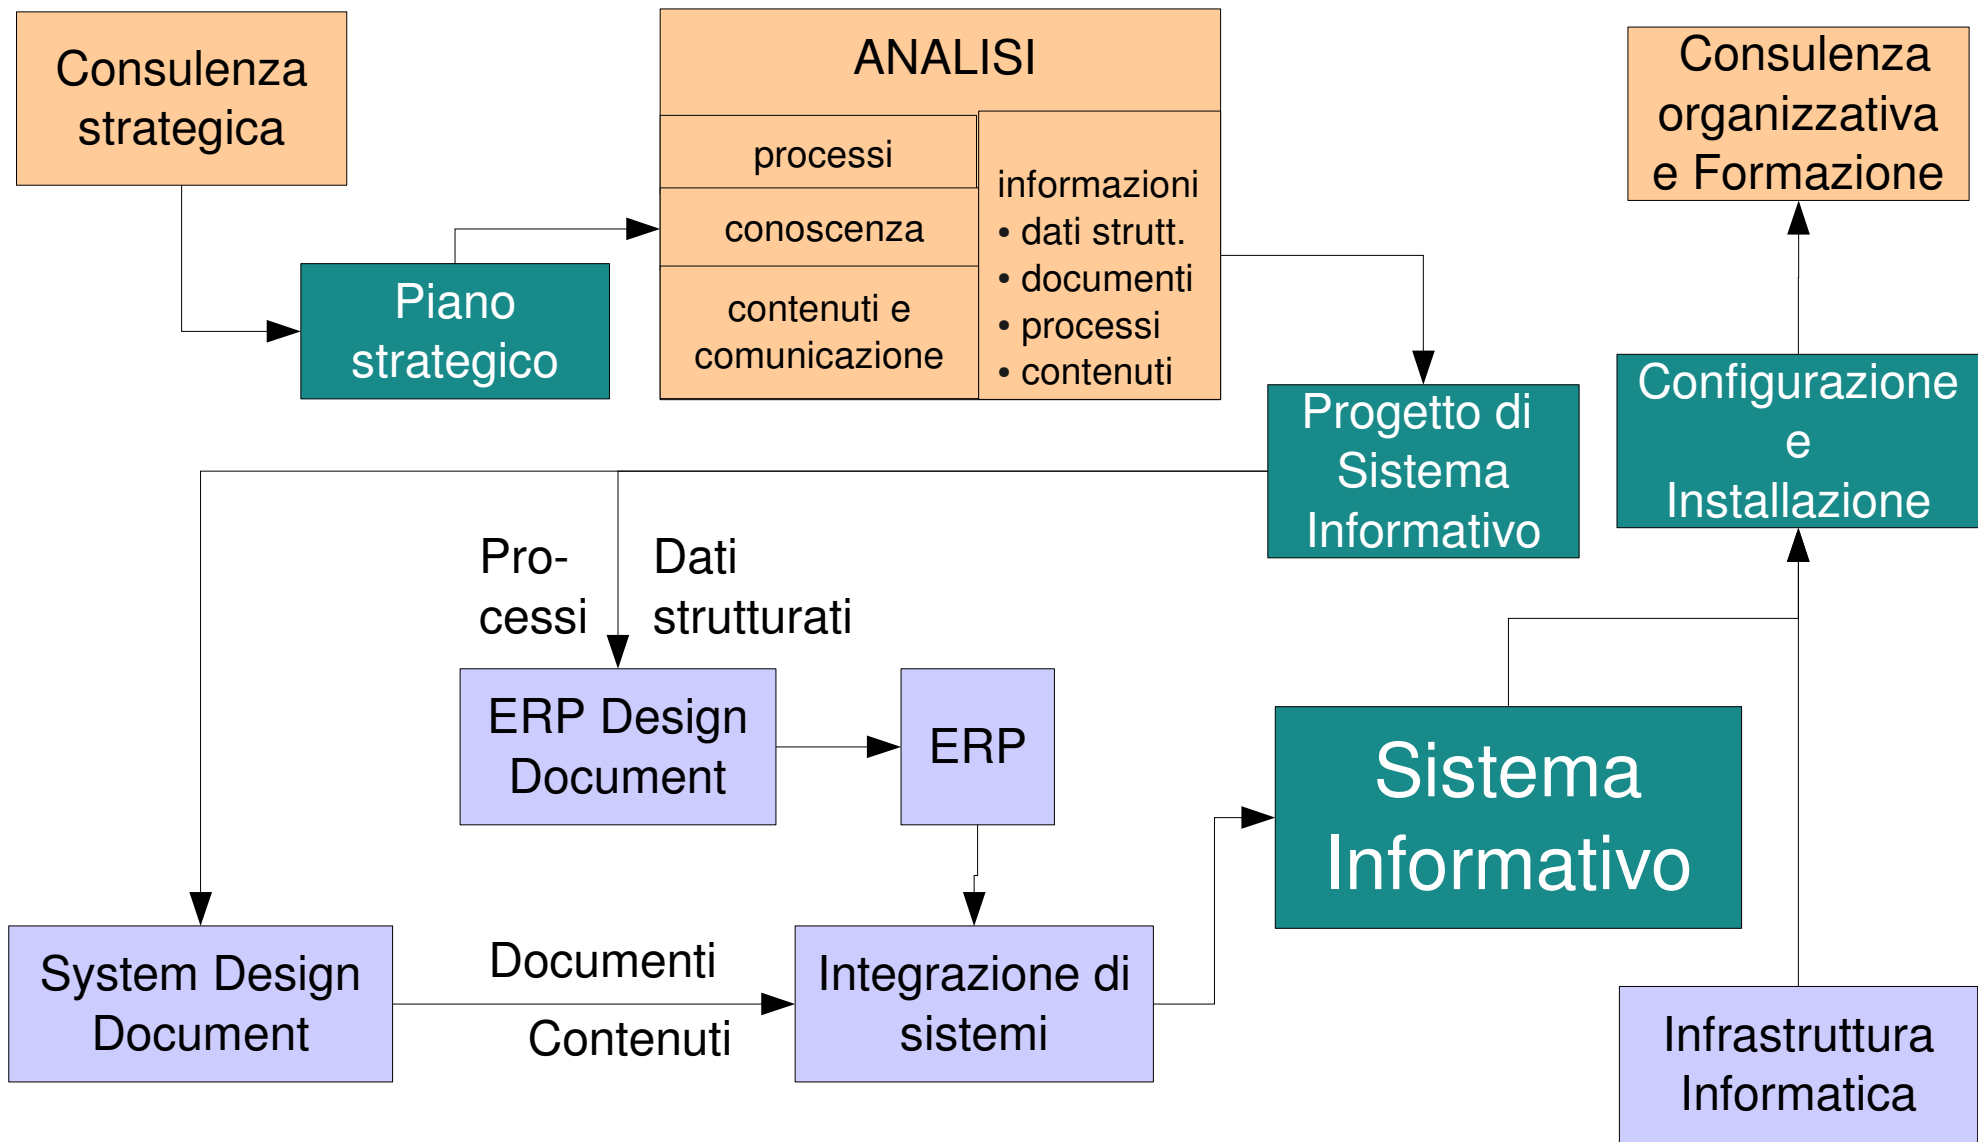 Consulenza
strategica
Piano
strategico
ANALISI
processi
conoscenza
contenuti e
comunicazione
informazioni
• dati strutt.
• documenti
• processi
• contenuti
Progetto di
Sistema
Informativo
Consulenza
organizzativa
e Formazione
Configurazione
e
Installazione
Pro-
cessi
Dati
strutturati
ERP Design
Document
ERP
Sistema
Informativo
System Design
Document
Documenti
Contenuti
Integrazione di
sistemi
Infrastruttura
Informatica